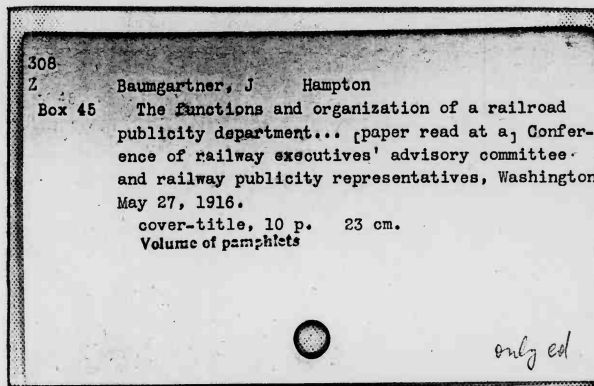 308
Z Baumgartner, J Hampton
Box 45 The functions and organization of a railroad
publicity department... [paper read at a] Confer-
ence of railway executives' advisory committee
and railway publicity representatives, Washington
May 27, 1916.
cover-title, 10 p. 23 cm.
Volume of pamphlets
only ed